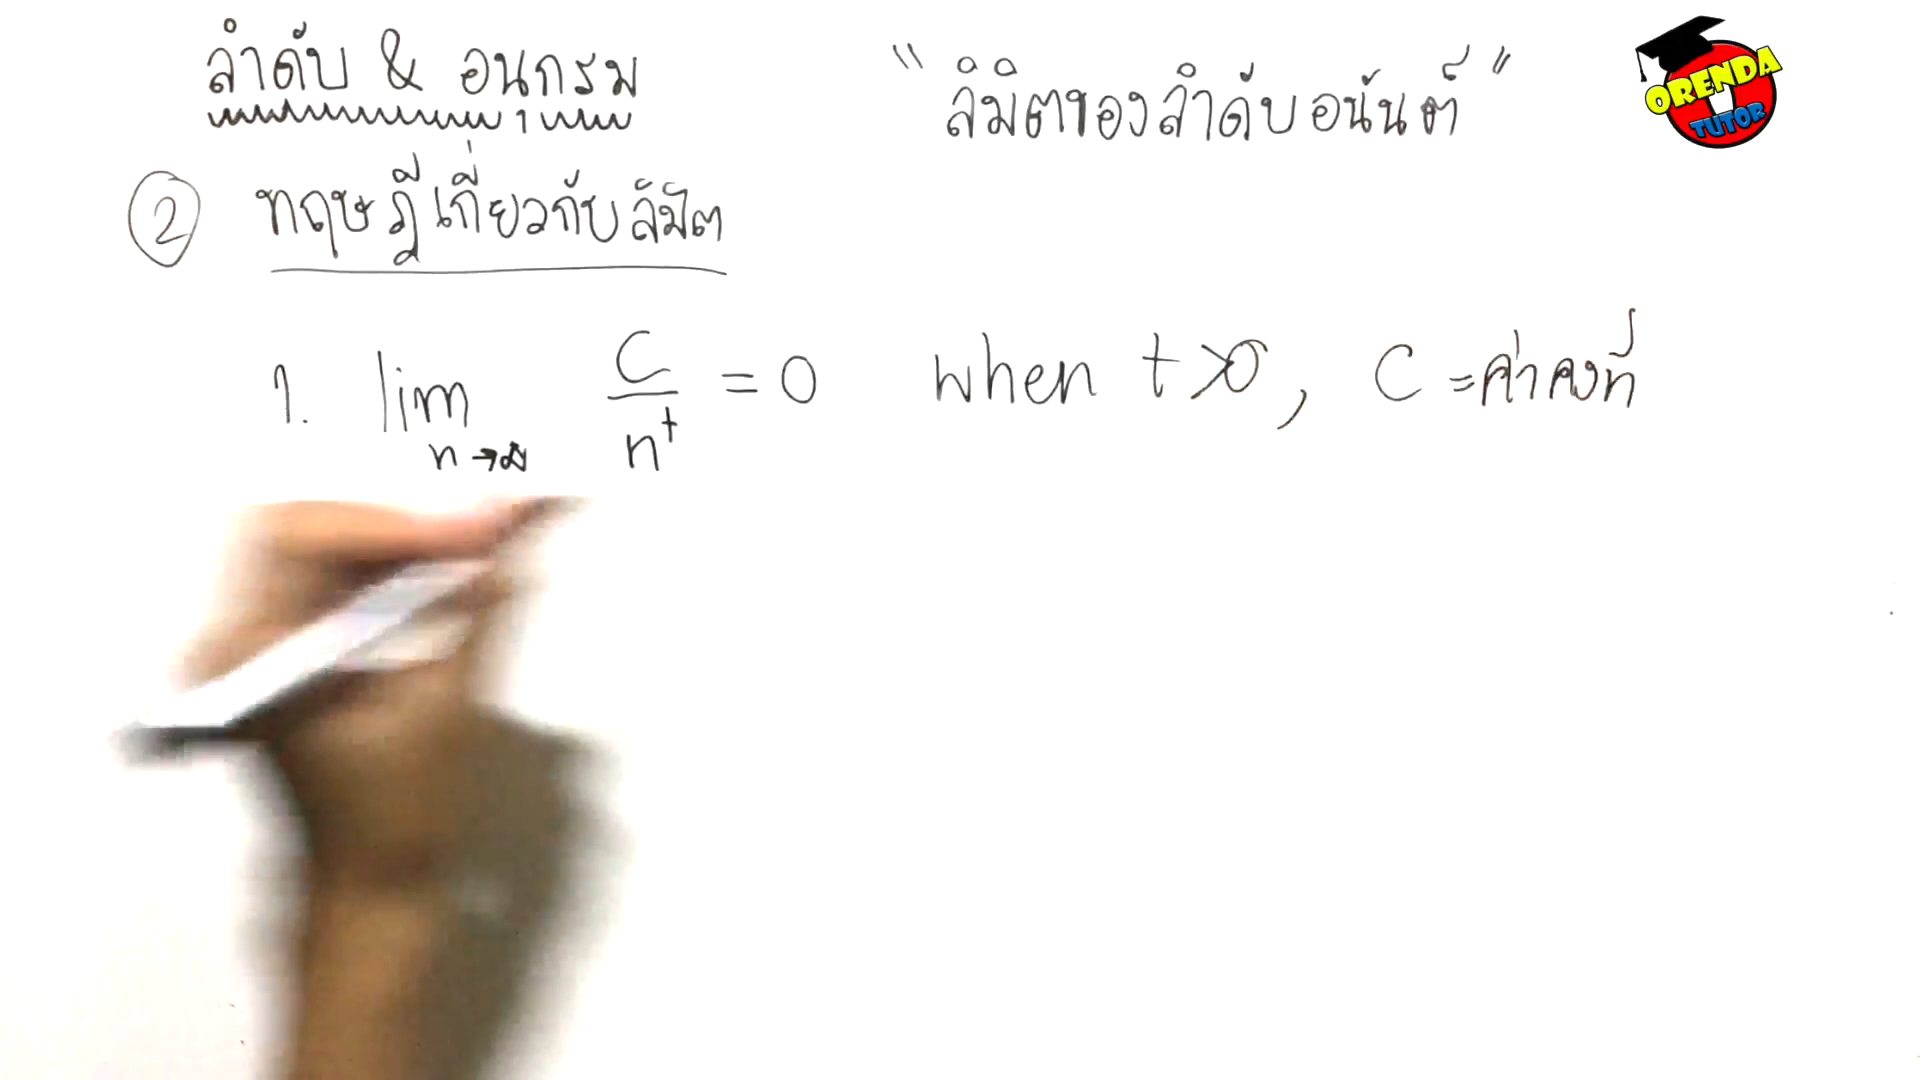 ลำดับ & อนุกรม
"ลิมิตของลำดับอนันต์"
ORENDA
TUTOR
② ทฤษฎีเกี่ยวกับลิมิต
1. lim n→∞ C/n^t = 0 when t>0, C = ค่าคงที่